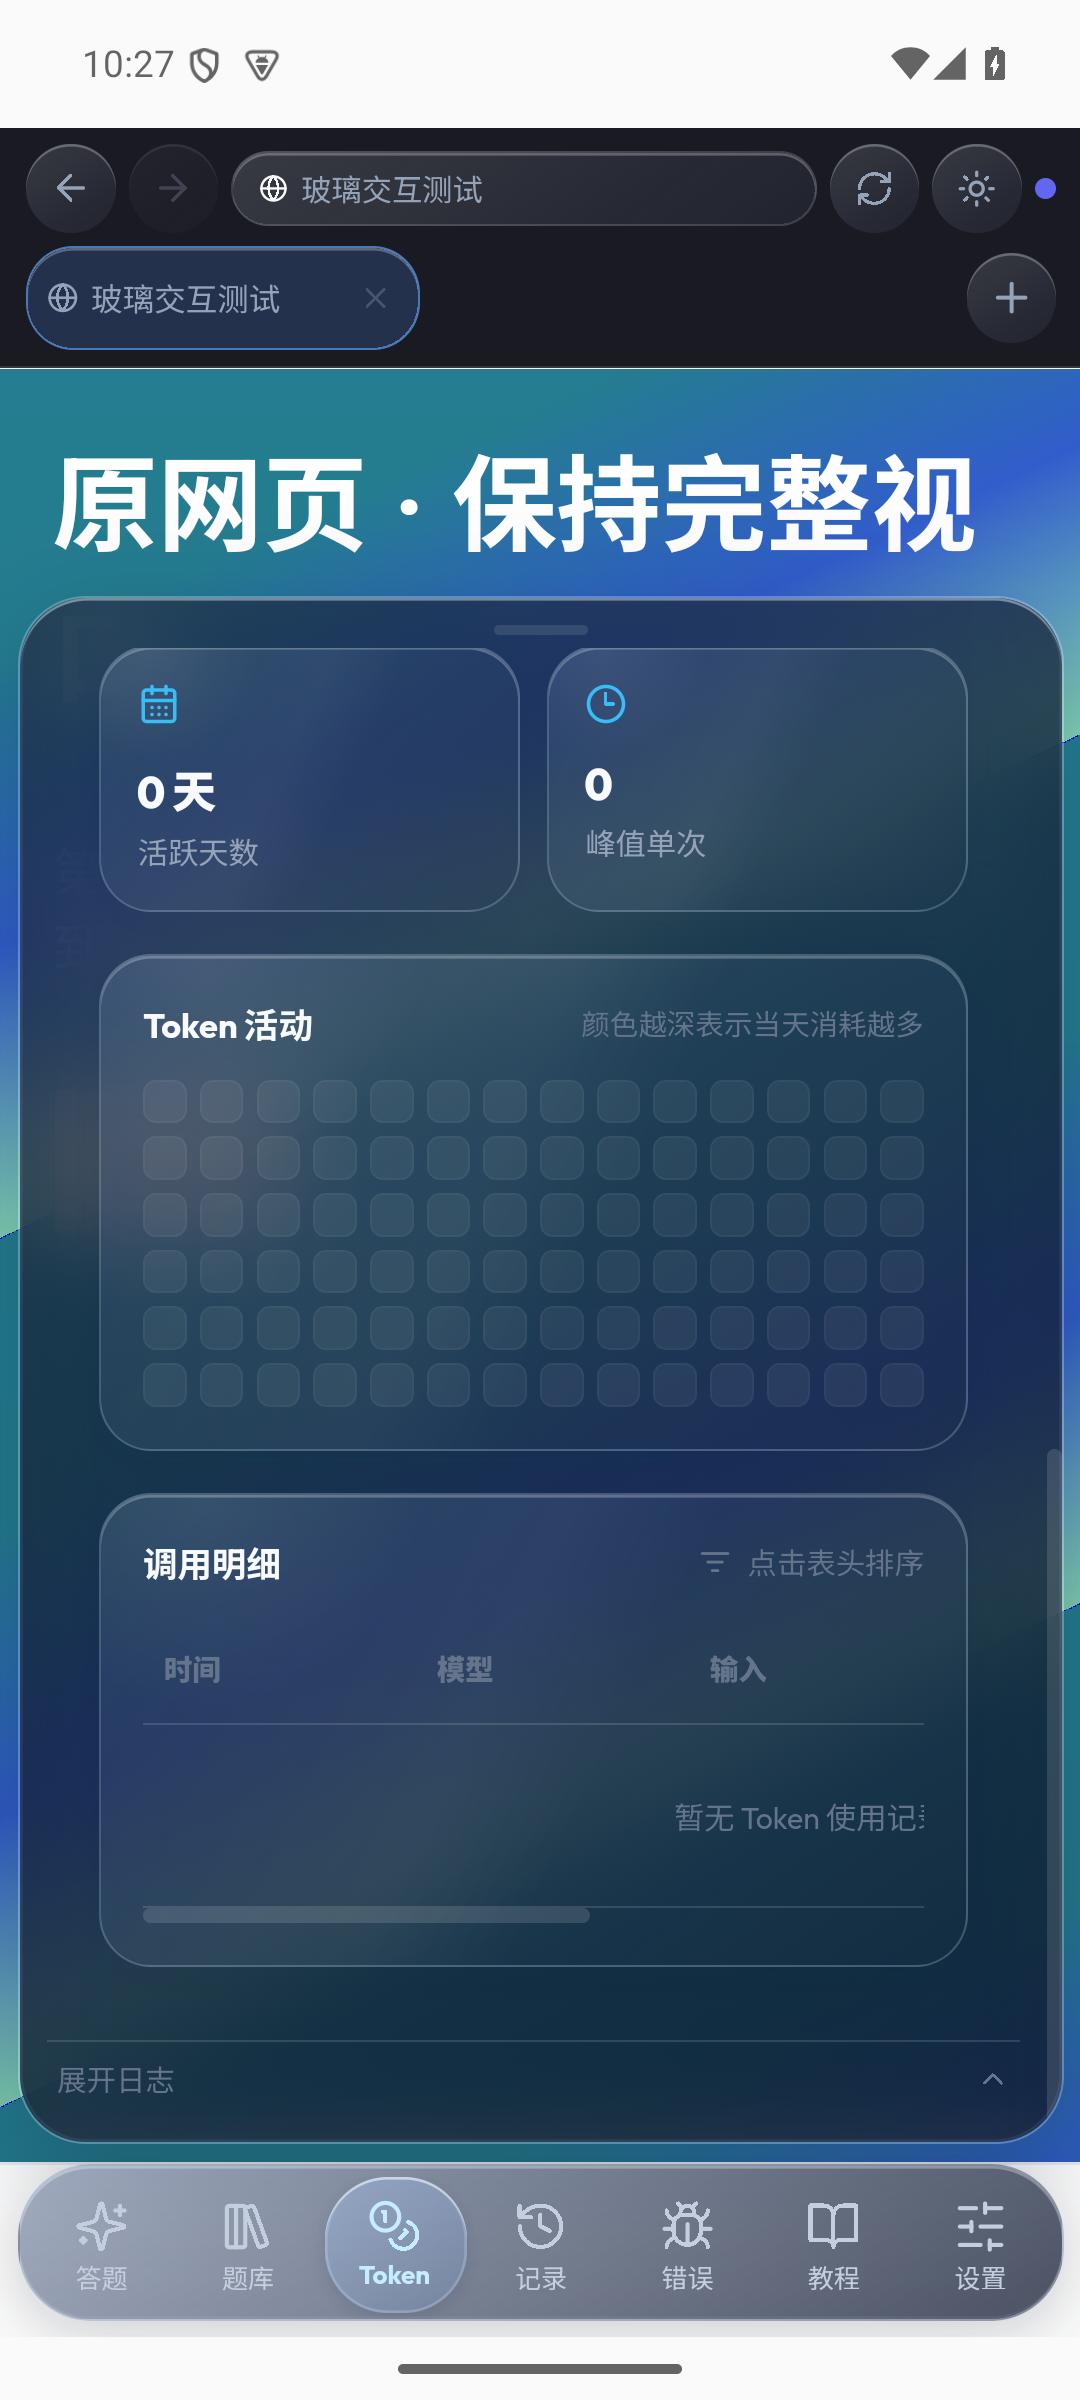 10:27
玻璃交互测试
玻璃交互测试
原网页 · 保持完整视
0 天
活跃天数
0
峰值单次
第
到
Token 活动
颜色越深表示当天消耗越多
调用明细
点击表头排序
时间 模型 输入
暂无 Token 使用记
展开日志
答题 题库 Token 记录 错误 教程 设置